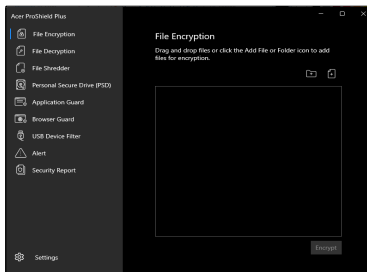 Acer ProShield Plus
File Encryption
File Decryption
File Shredder
Personal Secure Drive (PSD)
Application Guard
Browser Guard
USB Device Filter
Alert
Security Report
Settings
File Encryption
Drag and drop files or click the Add File or Folder icon to add
files for encryption.
Encrypt